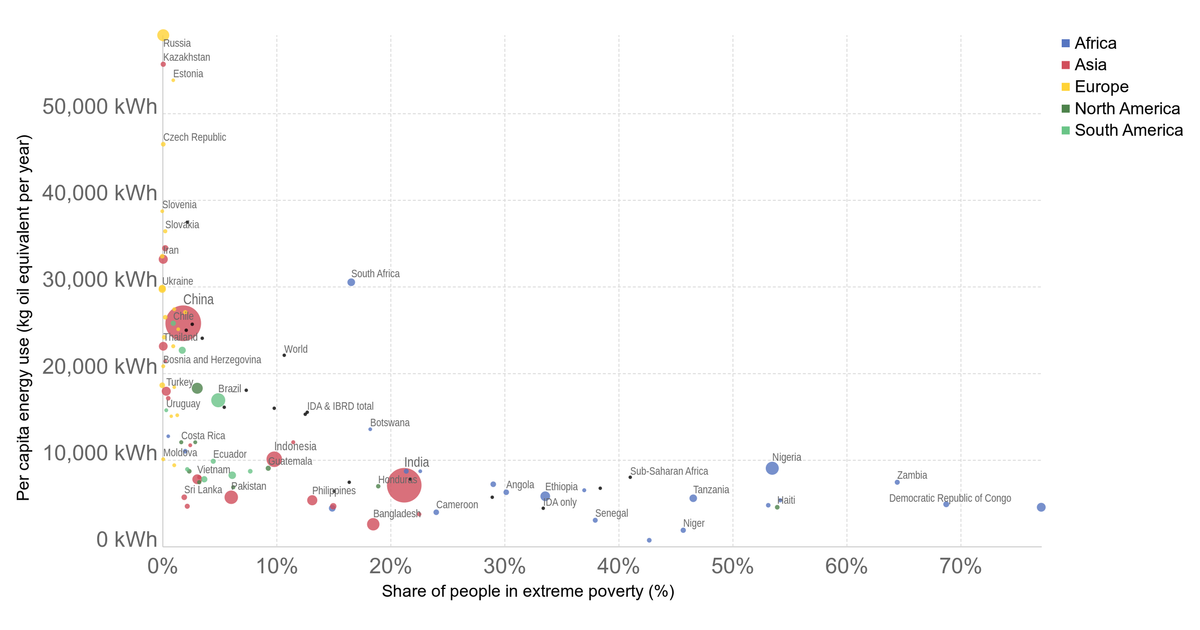 Russia
Kazakhstan
Estonia
50,000 kWh
Czech Republic
40,000 kWh
Slovenia
Slovakia
Iran
30,000 kWh
Ukraine
South Africa
China
Chile
Thailand
World
Bosnia and Herzegovina
20,000 kWh
Turkey
Brazil
Uruguay
IDA & IBRD total
Botswana
Costa Rica
Indonesia
10,000 kWh
Moldova
Ecuador
Guatemala
India
Nigeria
Vietnam
Sub-Saharan Africa
Zambia
Honduras
Sri Lanka
Pakistan
Philippines
Angola
Ethiopia
Tanzania
Democratic Republic of Congo
IDA only
Haiti
Cameroon
Bangladesh
Senegal
Niger
0 kWh
0%
10%
20%
30%
40%
50%
60%
70%
Share of people in extreme poverty (%)
Per capita energy use (kg oil equivalent per year)
Africa
Asia
Europe
North America
South America